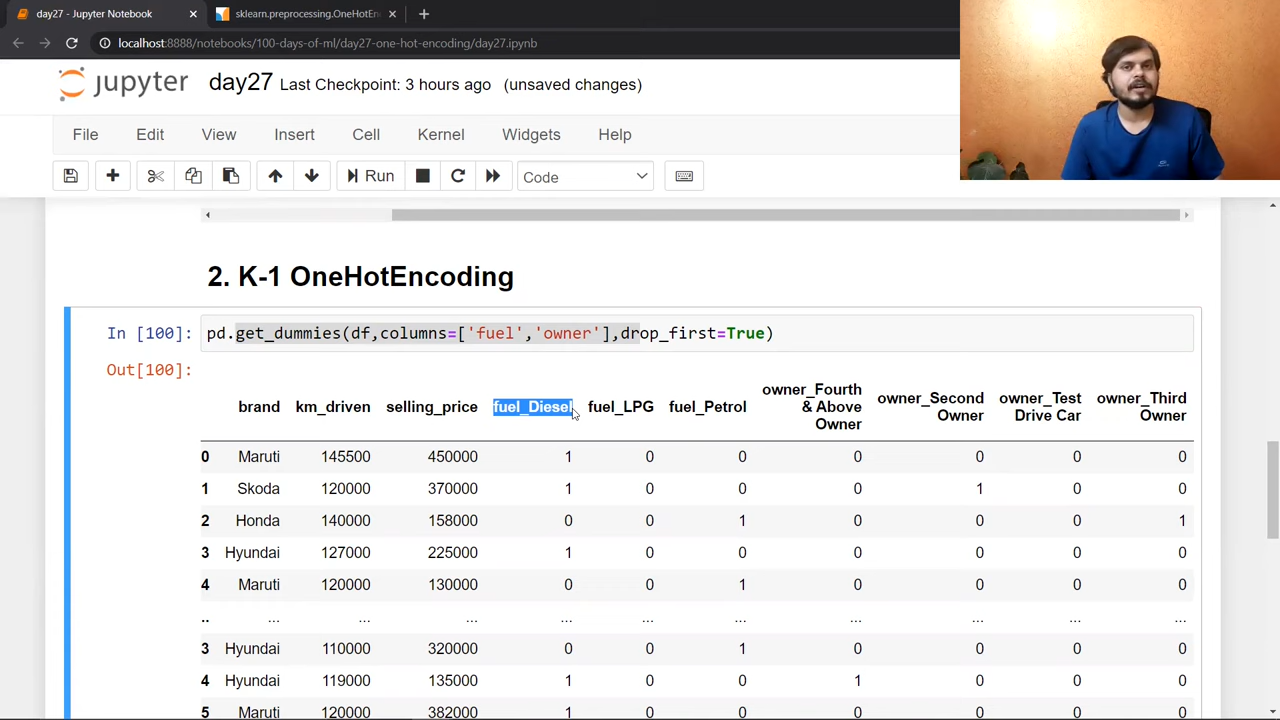 day27 - Jupyter Notebook
sklearn.preprocessing.OneHotEn
localhost:8888/notebooks/100-days-of-ml/day27-one-hot-encoding/day27.ipynb
jupyter day27 Last Checkpoint: 3 hours ago (unsaved changes)
File Edit View Insert Cell Kernel Widgets Help
Run Code
2. K-1 OneHotEncoding
In [100]: pd.get_dummies(df,columns=['fuel','owner'],drop_first=True)
Out[100]:
brand km_driven selling_price fuel_Diesel fuel_LPG fuel_Petrol owner_Fourth & Above Owner owner_Second Owner owner_Test Drive Car owner_Third Owner
0 Maruti 145500 450000 1 0 0 0 0 0 0
1 Skoda 120000 370000 1 0 0 0 1 0 0
2 Honda 140000 158000 0 0 1 0 0 0 1
3 Hyundai 127000 225000 1 0 0 0 0 0 0
4 Maruti 120000 130000 0 0 1 0 0 0 0
.. ... ... ... ... ... ... ... ... ... ...
3 Hyundai 110000 320000 0 0 1 0 0 0 0
4 Hyundai 119000 135000 1 0 0 1 0 0 0
5 Maruti 120000 382000 1 0 0 0 0 0 0